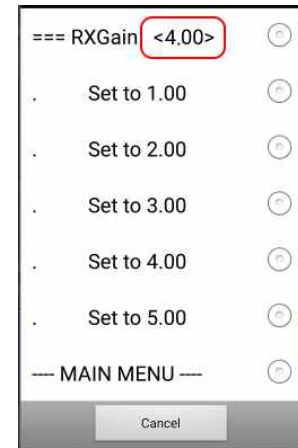 === RXGain <4.00>
. Set to 1.00
. Set to 2.00
. Set to 3.00
. Set to 4.00
. Set to 5.00
---- MAIN MENU ----
Cancel